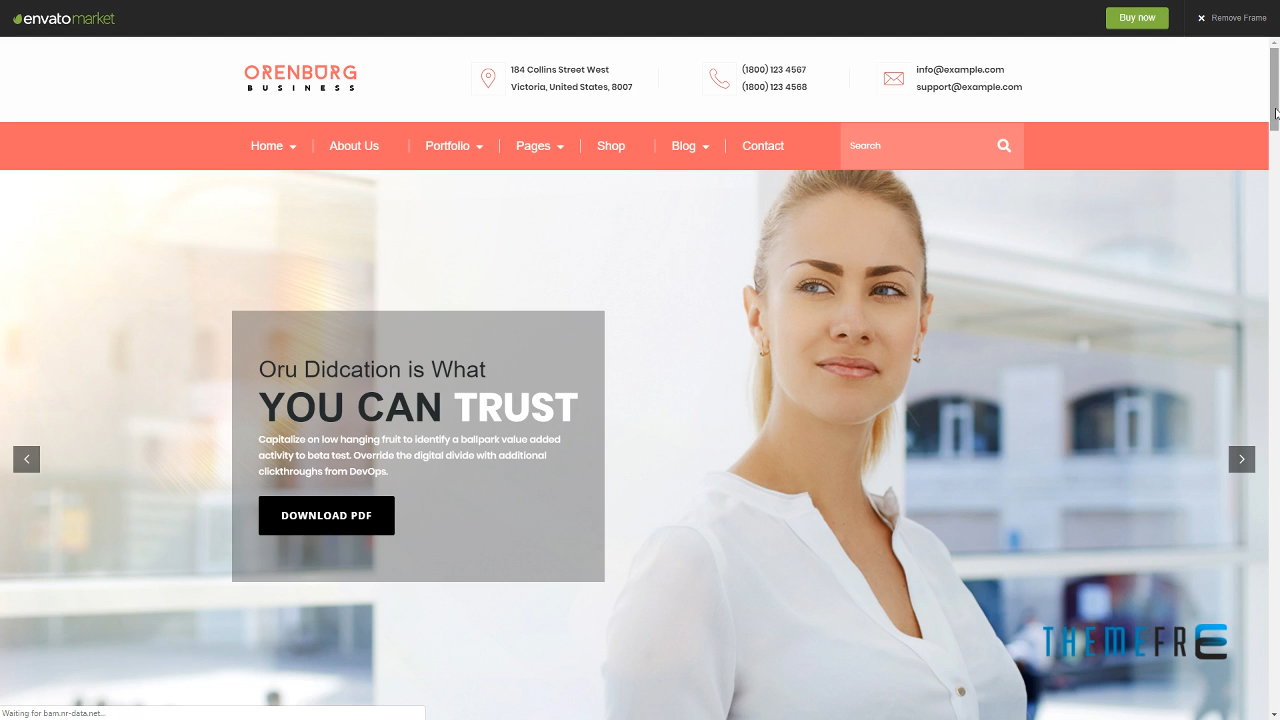 envatomarket
Buy now
Remove Frame
ORENBURG
BUSINESS
184 Collins Street West
Victoria, United States, 8007
(1800) 123 4567
(1800) 123 4568
info@example.com
support@example.com
Home
About Us
Portfolio
Pages
Shop
Blog
Contact
Search
Oru Didcation is What
YOU CAN TRUST
Capitalize on low hanging fruit to identify a ballpark value added
activity to beta test. Override the digital divide with additional
clickthroughs from DevOps.
DOWNLOAD PDF
THEMEFRE
Waiting for bam.nr-data.net...